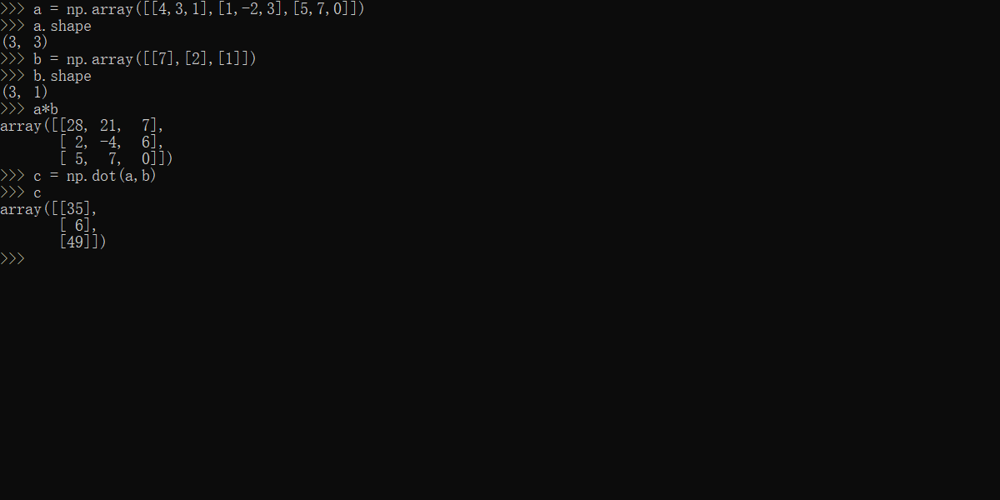 >>> a = np.array([[4,3,1],[1,-2,3],[5,7,0]])
>>> a.shape
(3, 3)
>>> b = np.array([[7],[2],[1]])
>>> b.shape
(3, 1)
>>> a*b
array([[28, 21,  7],
       [ 2, -4,  6],
       [ 5,  7,  0]])
>>> c = np.dot(a,b)
>>> c
array([[35],
       [ 6],
       [49]])
>>>